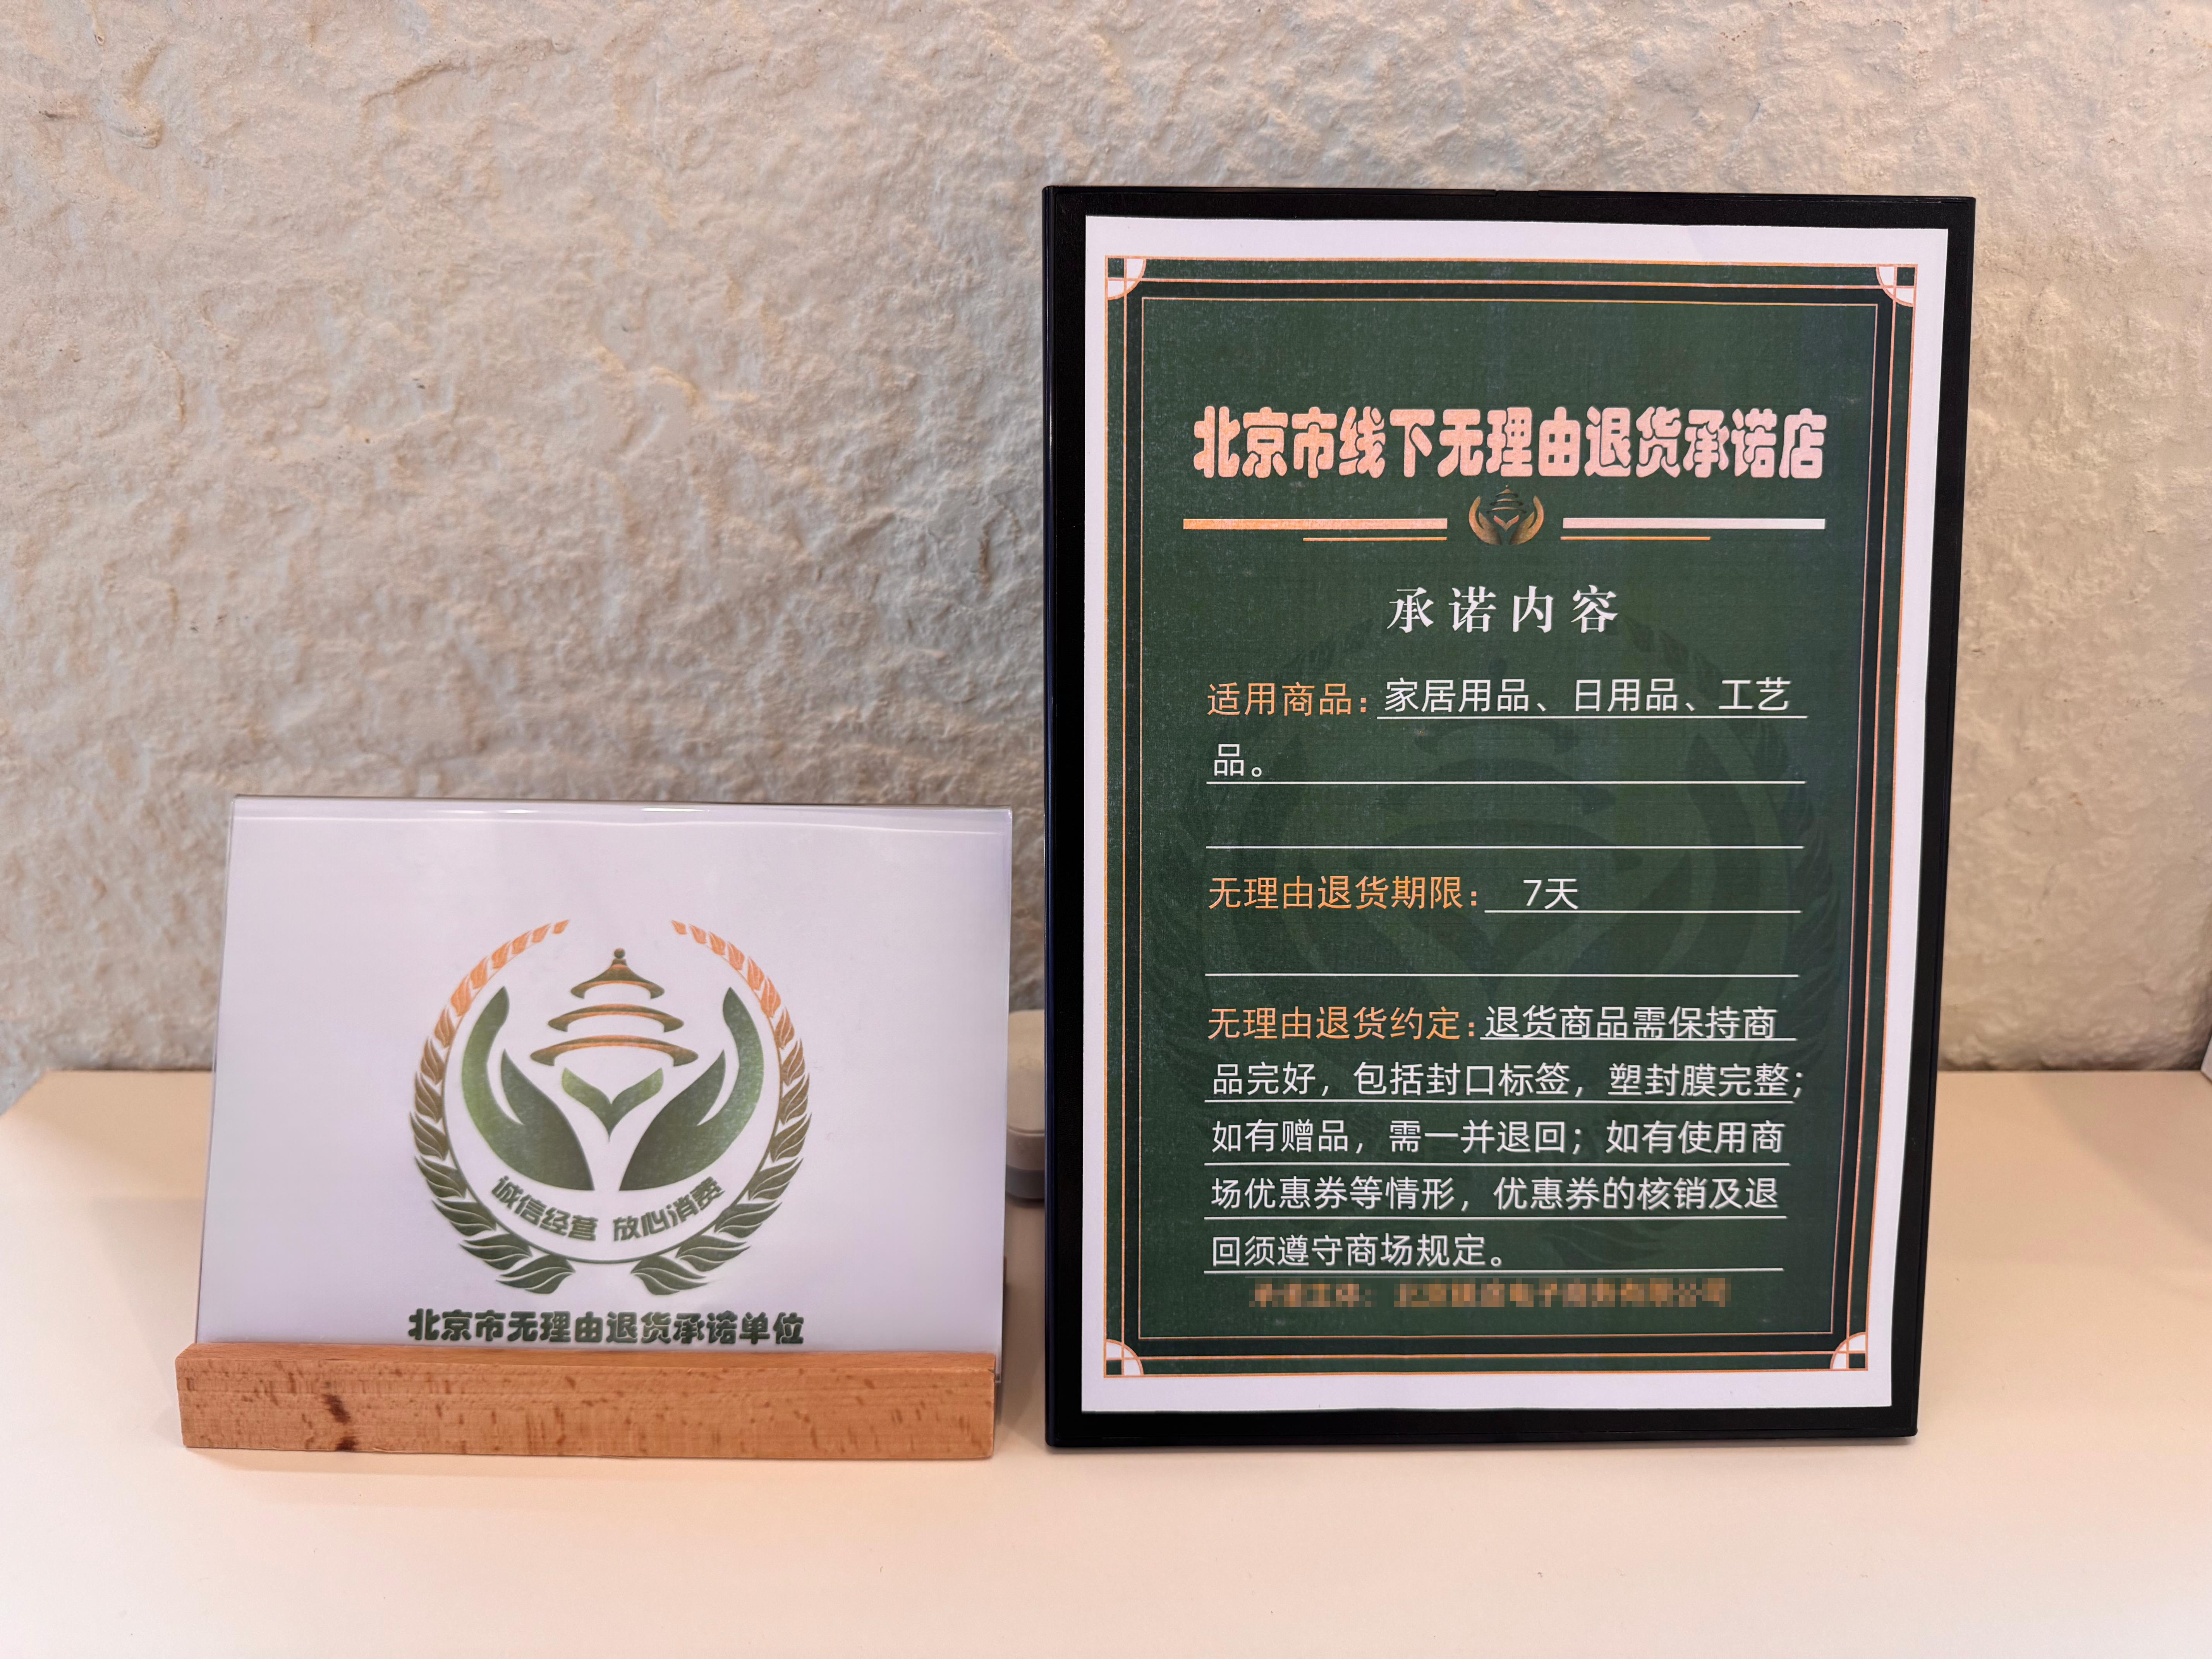 诚信经营 放心消费
北京市无理由退货承诺单位
北京市线下无理由退货承诺店
承诺内容
适用商品：家居用品、日用品、工艺
品。
无理由退货期限： 7天
无理由退货约定：退货商品需保持商
品完好，包括封口标签，塑封膜完整；
如有赠品，需一并退回；如有使用商
场优惠券等情形，优惠券的核销及退
回须遵守商场规定。